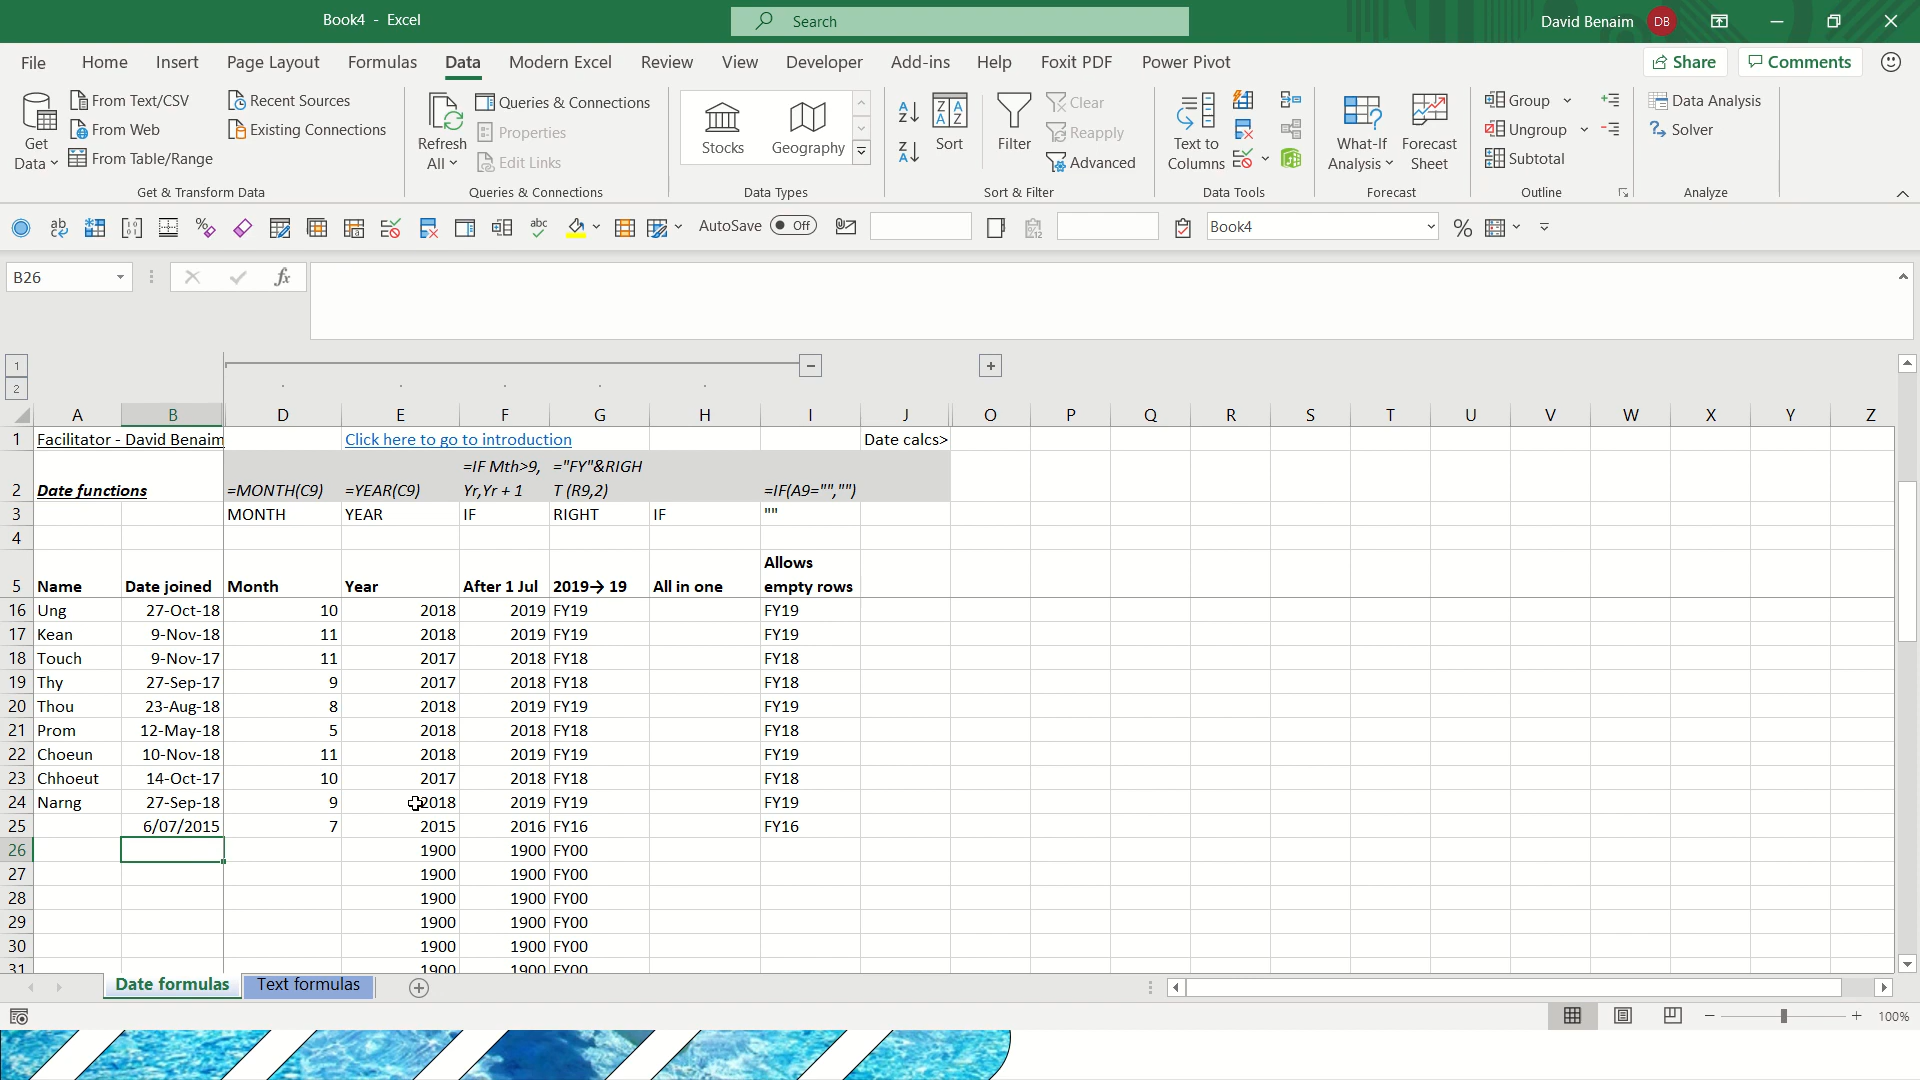 Book4 - Excel
Search
David Benaim DB
File Home Insert Page Layout Formulas Data Modern Excel Review View Developer Add-ins Help Foxit PDF Power Pivot Share Comments
Get Data
From Text/CSV
From Web
From Table/Range
Recent Sources
Existing Connections
Get & Transform Data
Refresh All
Queries & Connections
Properties
Edit Links
Queries & Connections
Stocks Geography
Data Types
Sort
Filter
Clear
Reapply
Advanced
Sort & Filter
Text to Columns
Data Tools
What-If Analysis
Forecast Sheet
Forecast
Group
Ungroup
Subtotal
Outline
Data Analysis
Solver
Analyze
AutoSave Off Book4
B26 fx
1
2
A B D E F G H I J O P Q R S T U V W X Y Z
1 Facilitator - David Benaim Click here to go to introduction Date calcs>
=IF Mth>9, ="FY"&RIGH
2 Date functions =MONTH(C9) =YEAR(C9) Yr,Yr + 1 T (R9,2) =IF(A9="","")
3 MONTH YEAR IF RIGHT IF ""
4
Allows
5 Name Date joined Month Year After 1 Jul 2019→ 19 All in one empty rows
16 Ung 27-Oct-18 10 2018 2019 FY19 FY19
17 Kean 9-Nov-18 11 2018 2019 FY19 FY19
18 Touch 9-Nov-17 11 2017 2018 FY18 FY18
19 Thy 27-Sep-17 9 2017 2018 FY18 FY18
20 Thou 23-Aug-18 8 2018 2019 FY19 FY19
21 Prom 12-May-18 5 2018 2018 FY18 FY18
22 Choeun 10-Nov-18 11 2018 2019 FY19 FY19
23 Chhoeut 14-Oct-17 10 2017 2018 FY18 FY18
24 Narng 27-Sep-18 9 2018 2019 FY19 FY19
25 6/07/2015 7 2015 2016 FY16 FY16
26 1900 1900 FY00
27 1900 1900 FY00
28 1900 1900 FY00
29 1900 1900 FY00
30 1900 1900 FY00
31 1900 1900 FY00
Date formulas Text formulas
100%